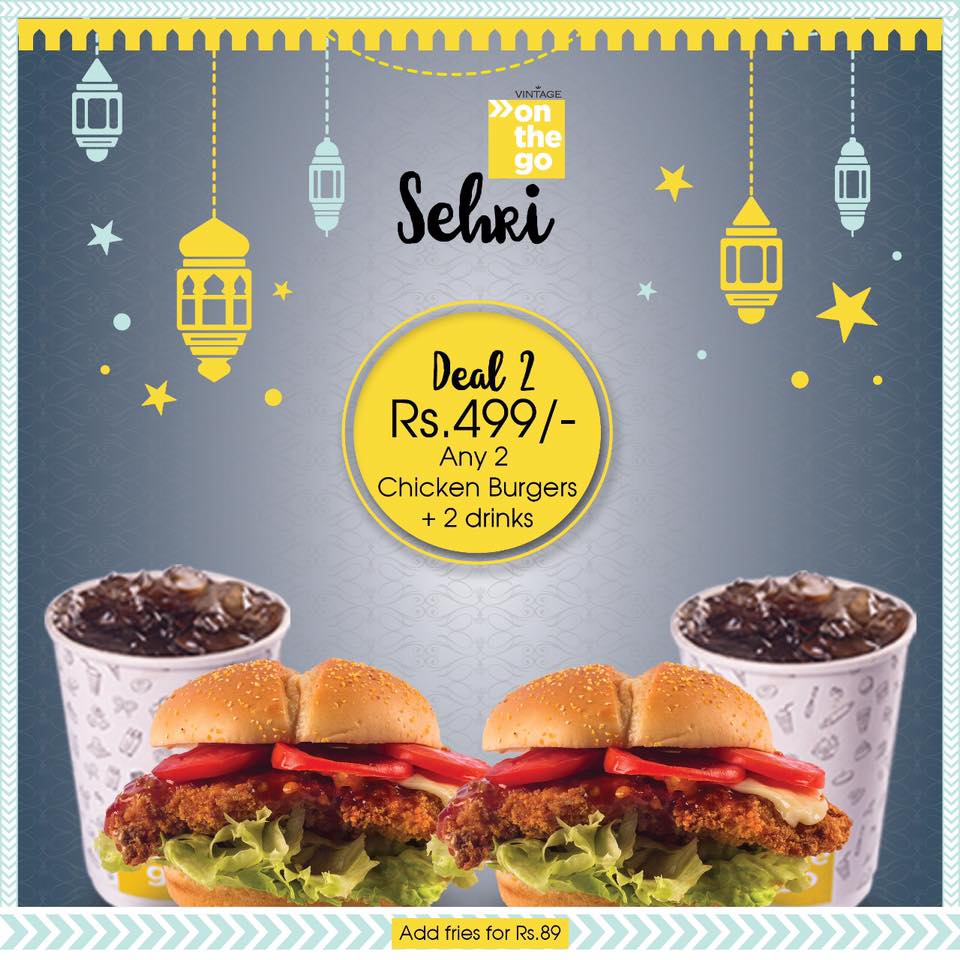 VINTAGE
»on
the
go
Sehri
Deal 2
Rs.499/-
Any 2
Chicken Burgers
+ 2 drinks
Add fries for Rs.89